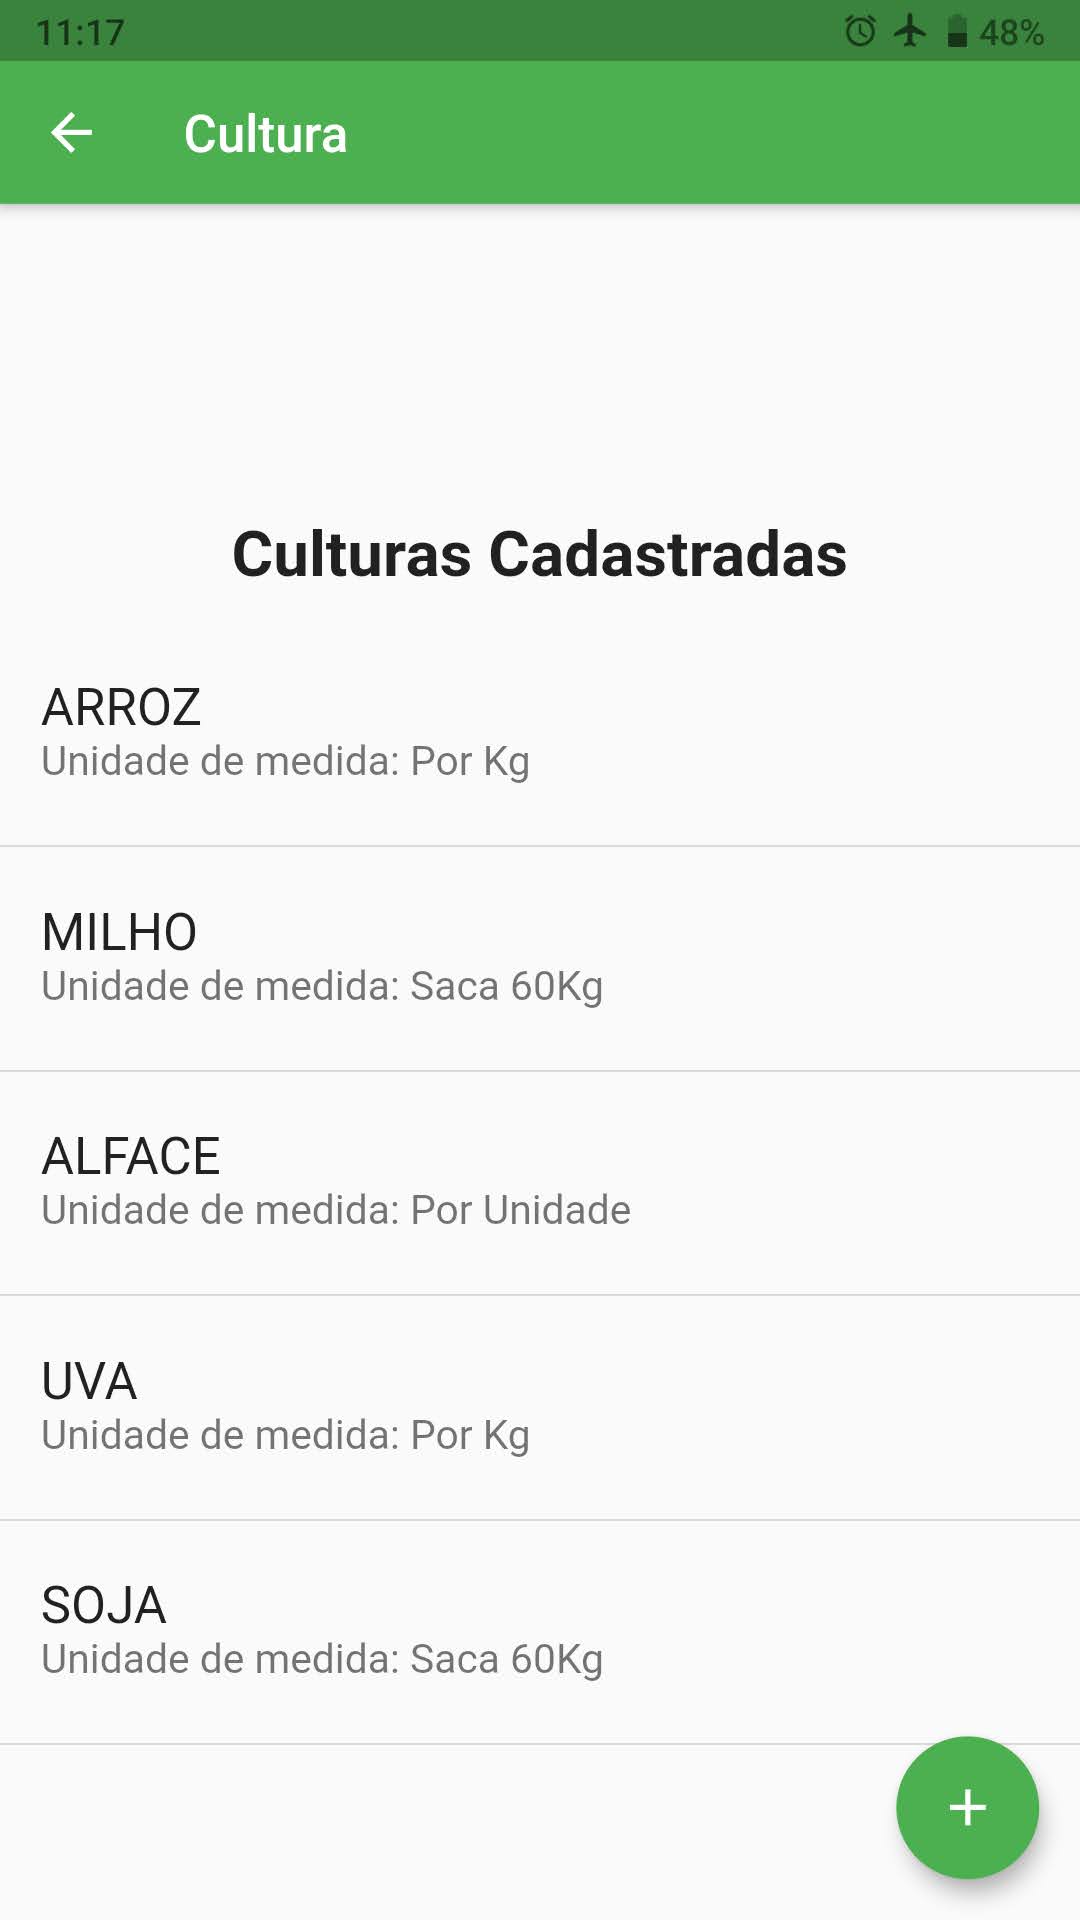 11:17
48%
Cultura
Culturas Cadastradas
ARROZ
Unidade de medida: Por Kg
MILHO
Unidade de medida: Saca 60Kg
ALFACE
Unidade de medida: Por Unidade
UVA
Unidade de medida: Por Kg
SOJA
Unidade de medida: Saca 60Kg